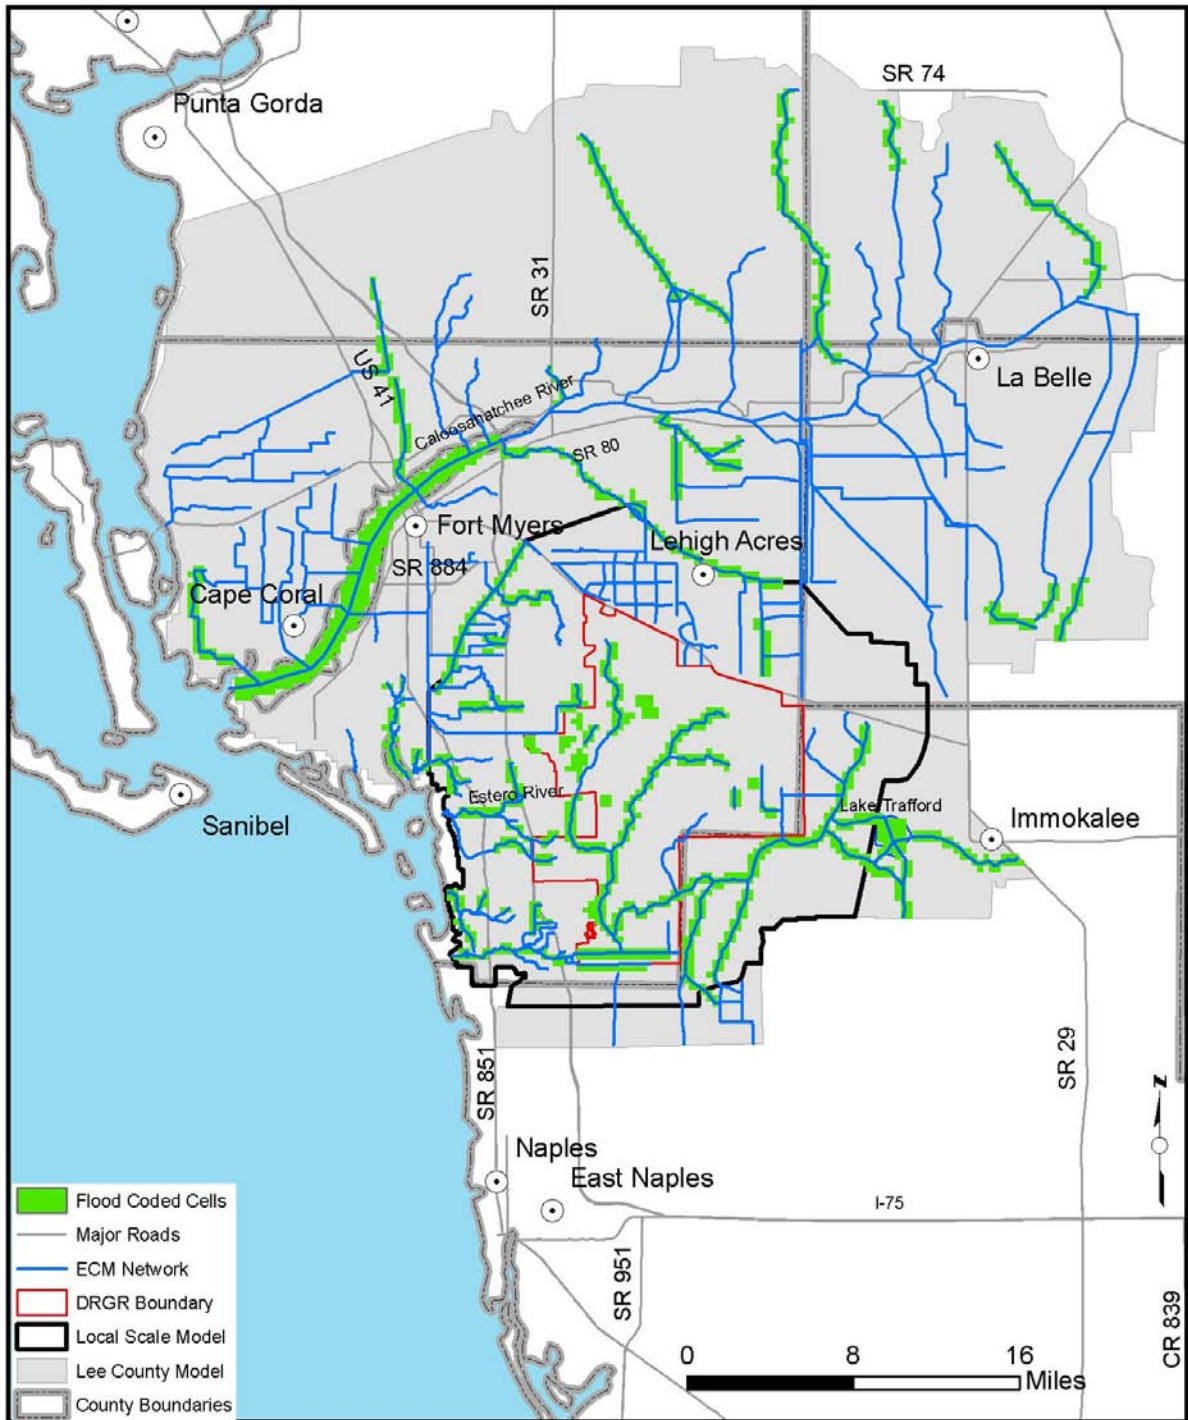 SR 74
Punta Gorda
SR 31
US 41
La Belle
Caloosahatchee River
SR 80
Fort Myers
Lehigh Acres
SR 884
Cape Coral
Estero River
Lake Trafford
Sanibel
Immokalee
SR 851
SR 29
N
Naples
East Naples
I-75
SR 951
CR 839
Flood Coded Cells
Major Roads
ECM Network
DRGR Boundary
Local Scale Model
Lee County Model
County Boundaries
0 8 16
Miles